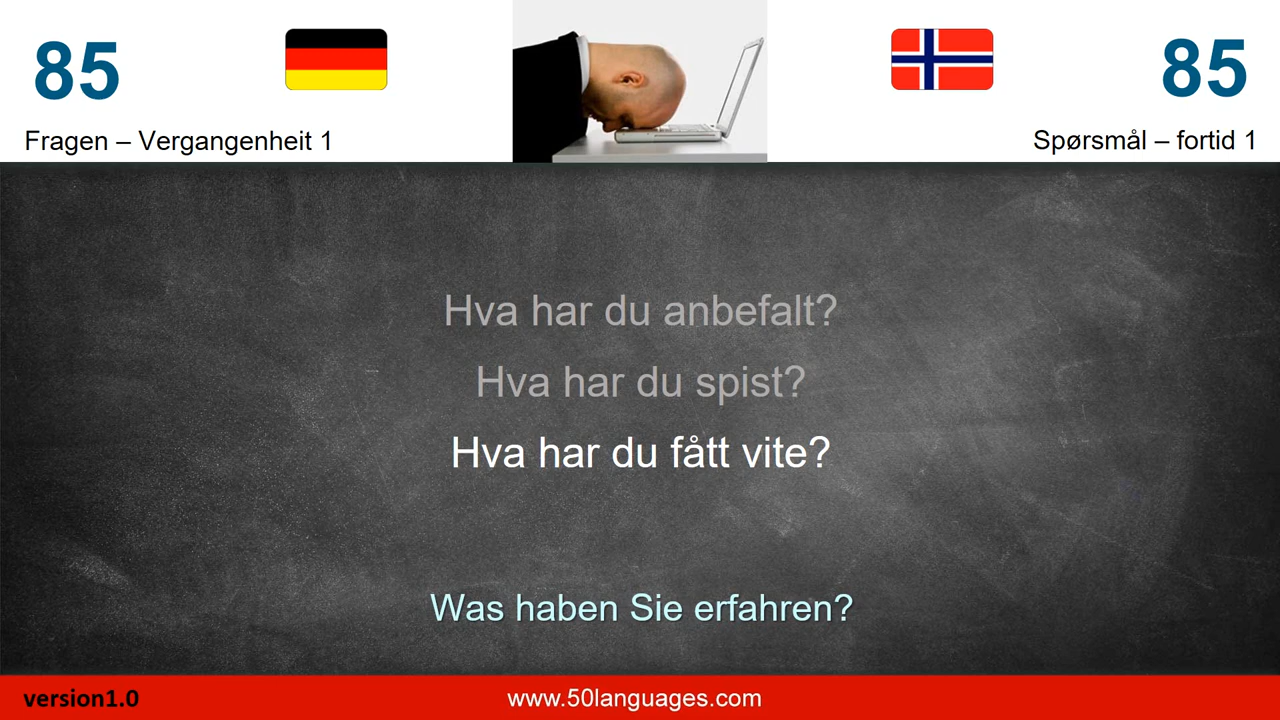 85
85
Fragen – Vergangenheit 1
Spørsmål – fortid 1
Hva har du anbefalt?
Hva har du spist?
Hva har du fått vite?
Was haben Sie erfahren?
version1.0
www.50languages.com